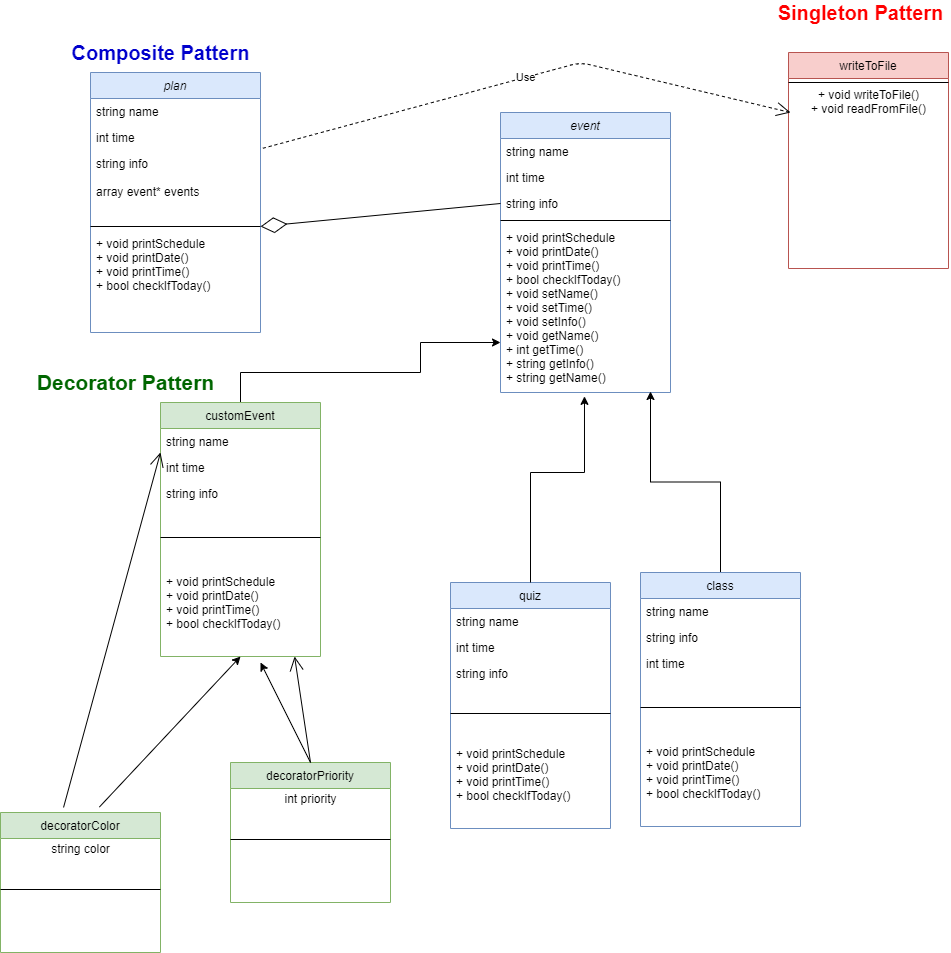 Singleton Pattern
Composite Pattern
writeToFile
+ void writeToFile()
+ void readFromFile()
plan
string name
int time
string info
array event* events
+ void printSchedule
+ void printDate()
+ void printTime()
+ bool checkIfToday()
Use
event
string name
int time
string info
+ void printSchedule
+ void printDate()
+ void printTime()
+ bool checkIfToday()
+ void setName()
+ void setTime()
+ void setInfo()
+ void getName()
+ int getTime()
+ string getInfo()
+ string getName()
Decorator Pattern
customEvent
string name
int time
string info
+ void printSchedule
+ void printDate()
+ void printTime()
+ bool checkIfToday()
quiz
string name
int time
string info
+ void printSchedule
+ void printDate()
+ void printTime()
+ bool checkIfToday()
class
string name
string info
int time
+ void printSchedule
+ void printDate()
+ void printTime()
+ bool checkIfToday()
decoratorPriority
int priority
decoratorColor
string color